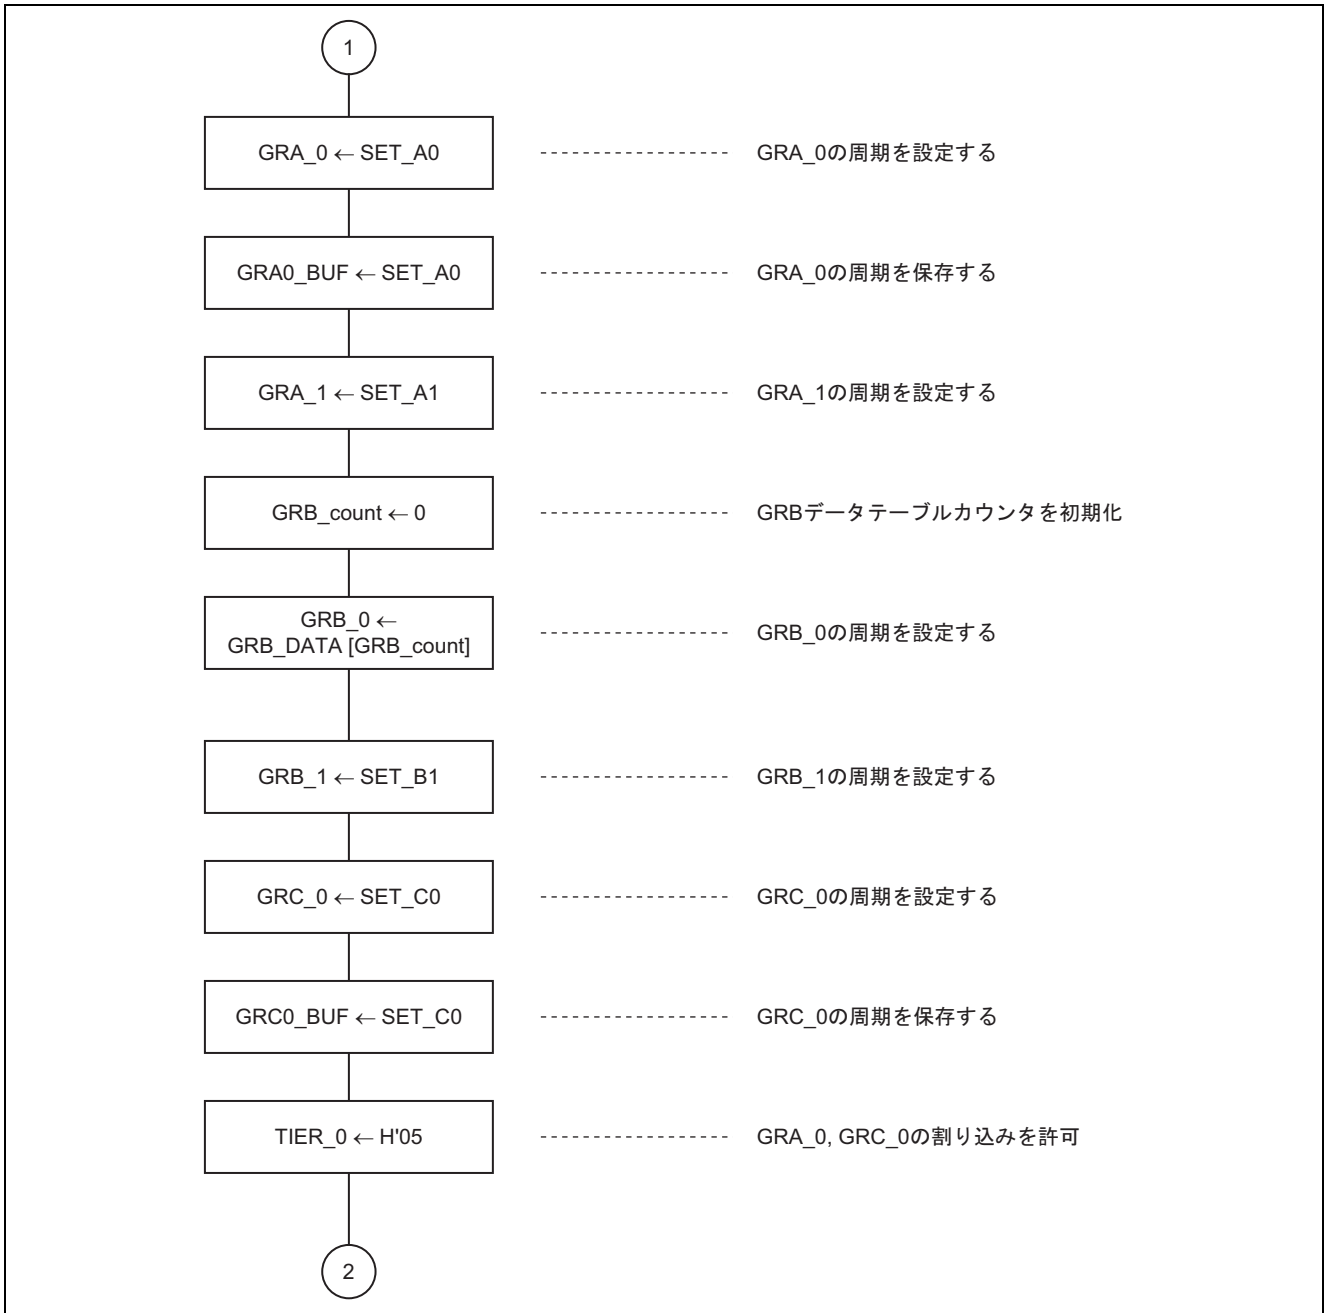 1
GRA_0 ← SET_A0
GRA_0の周期を設定する
GRA0_BUF ← SET_A0
GRA_0の周期を保存する
GRA_1 ← SET_A1
GRA_1の周期を設定する
GRB_count ← 0
GRBデータテーブルカウンタを初期化
GRB_0 ←
GRB_DATA [GRB_count]
GRB_0の周期を設定する
GRB_1 ← SET_B1
GRB_1の周期を設定する
GRC_0 ← SET_C0
GRC_0の周期を設定する
GRC0_BUF ← SET_C0
GRC_0の周期を保存する
TIER_0 ← H'05
GRA_0, GRC_0の割り込みを許可
2